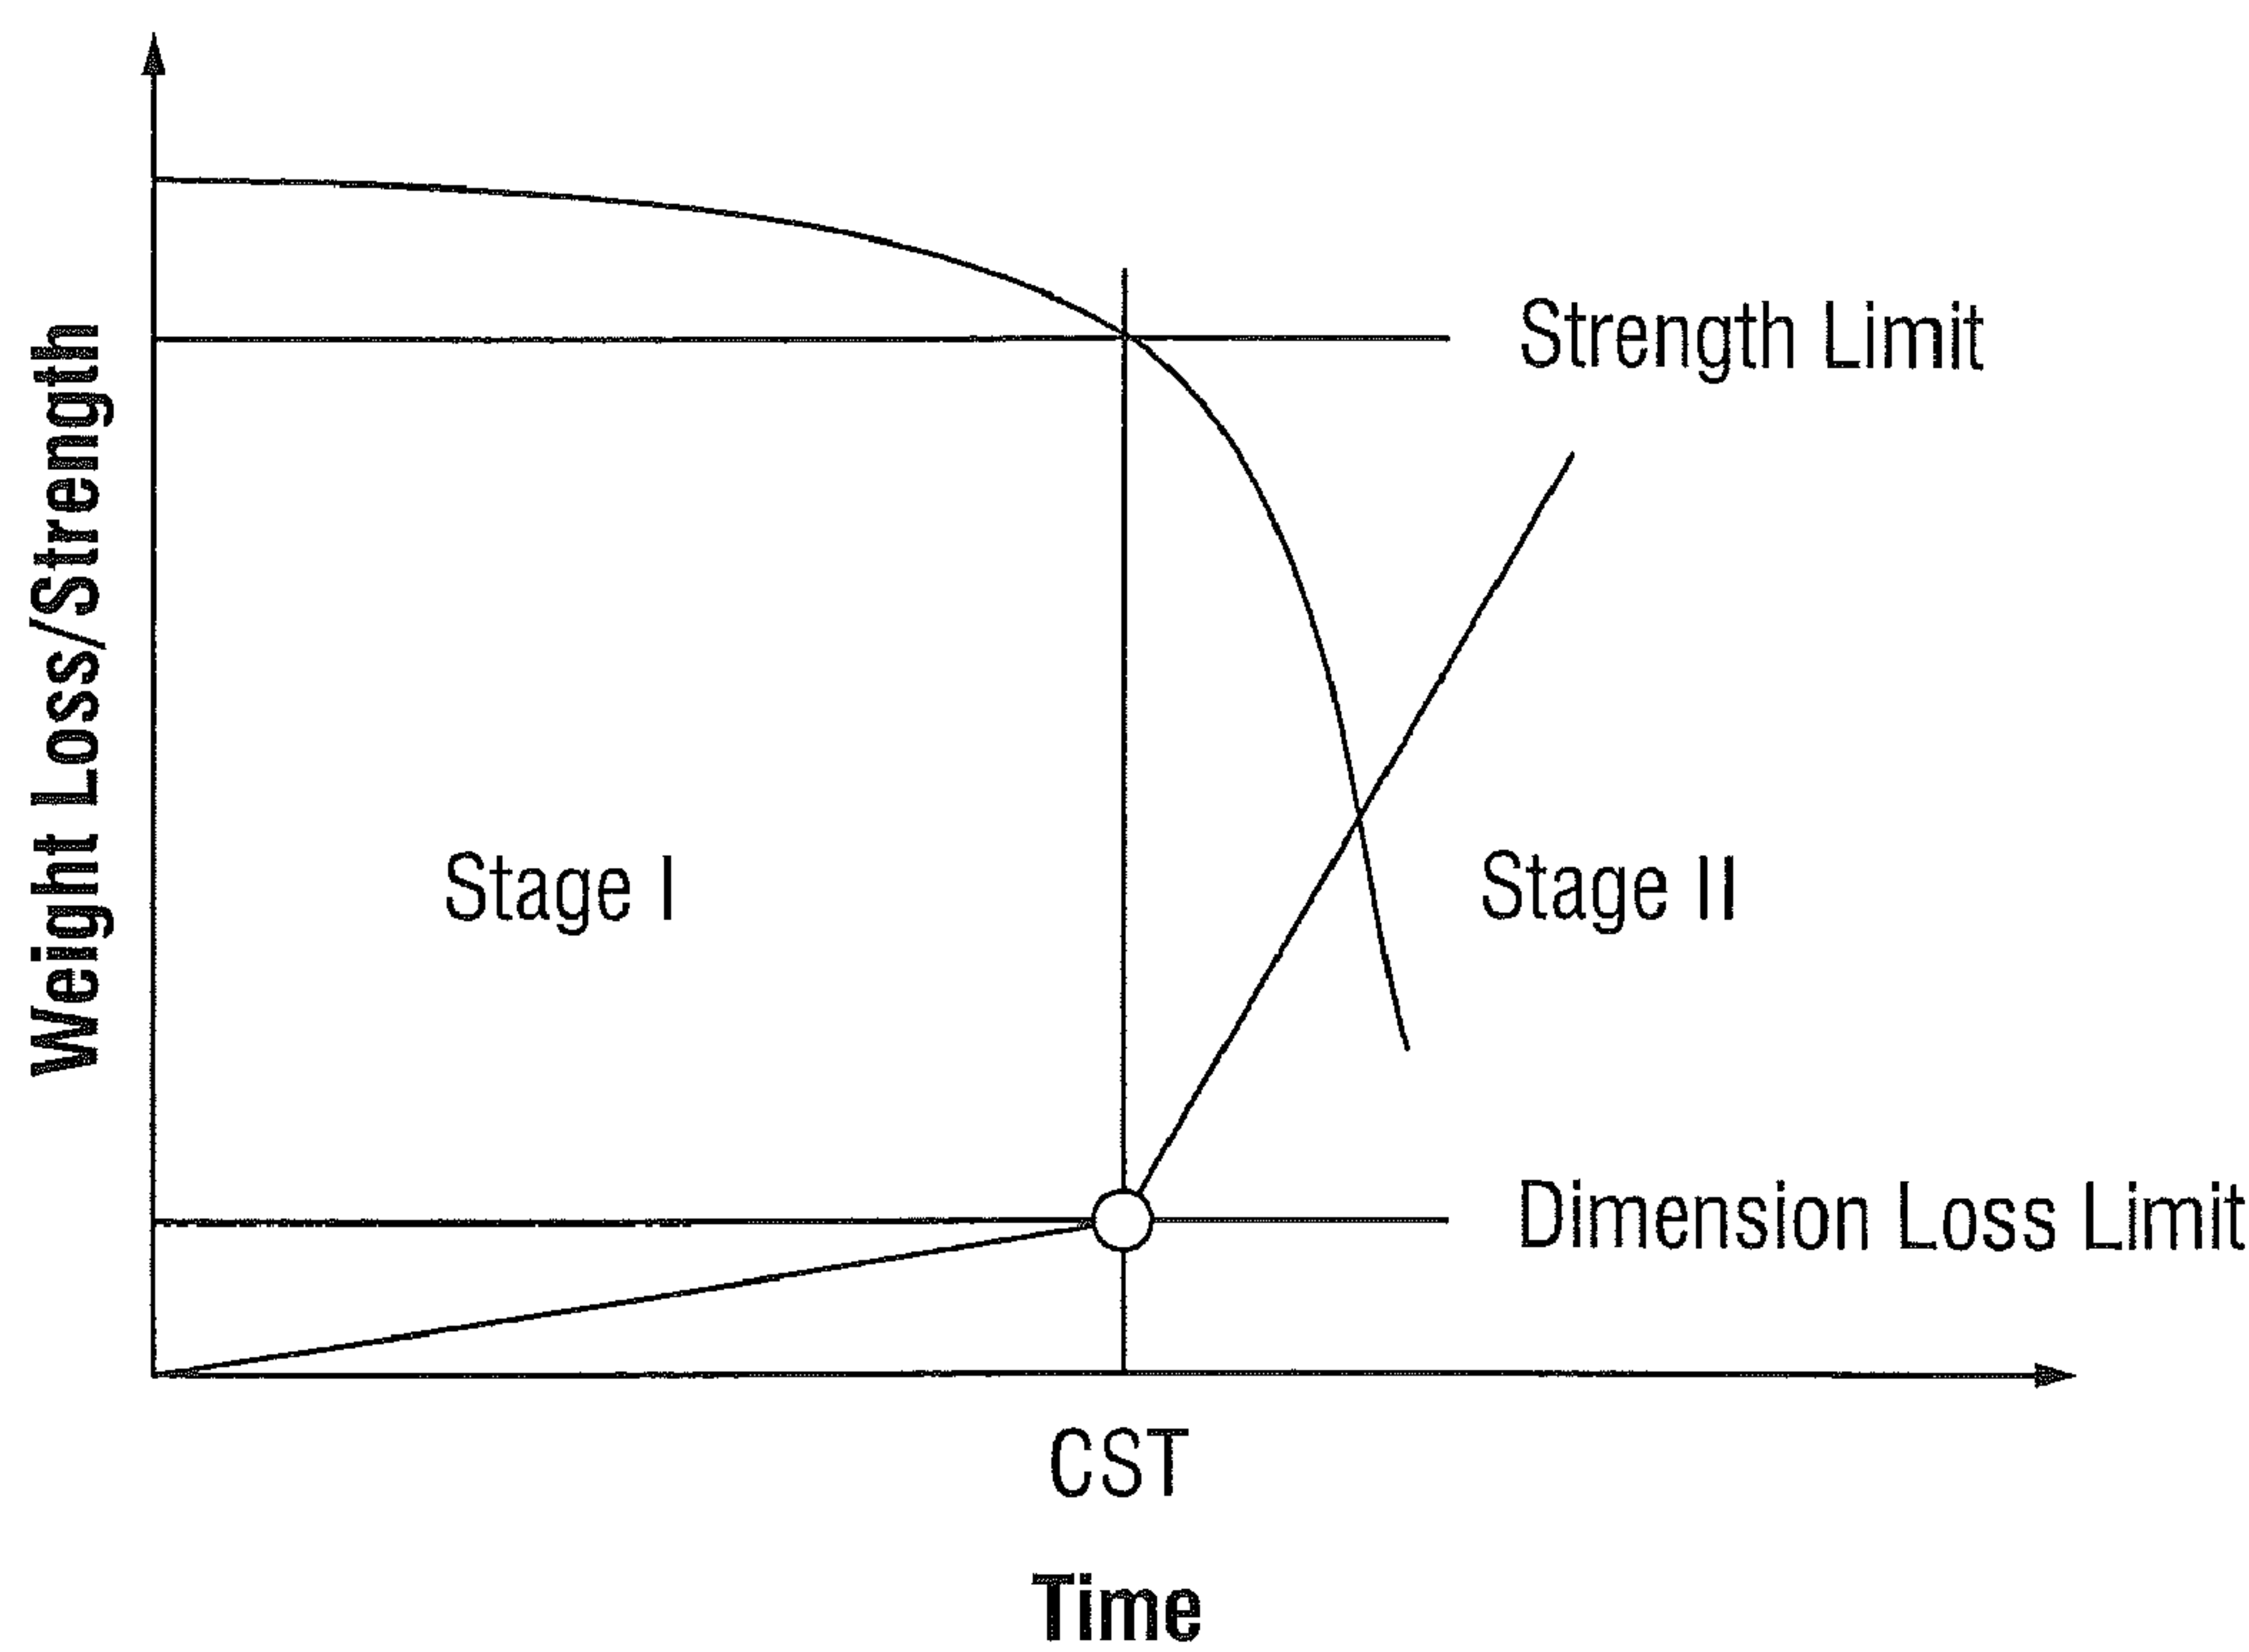 Weight Loss/Strength
Strength Limit
Stage I
Stage II
Dimension Loss Limit
CST
Time